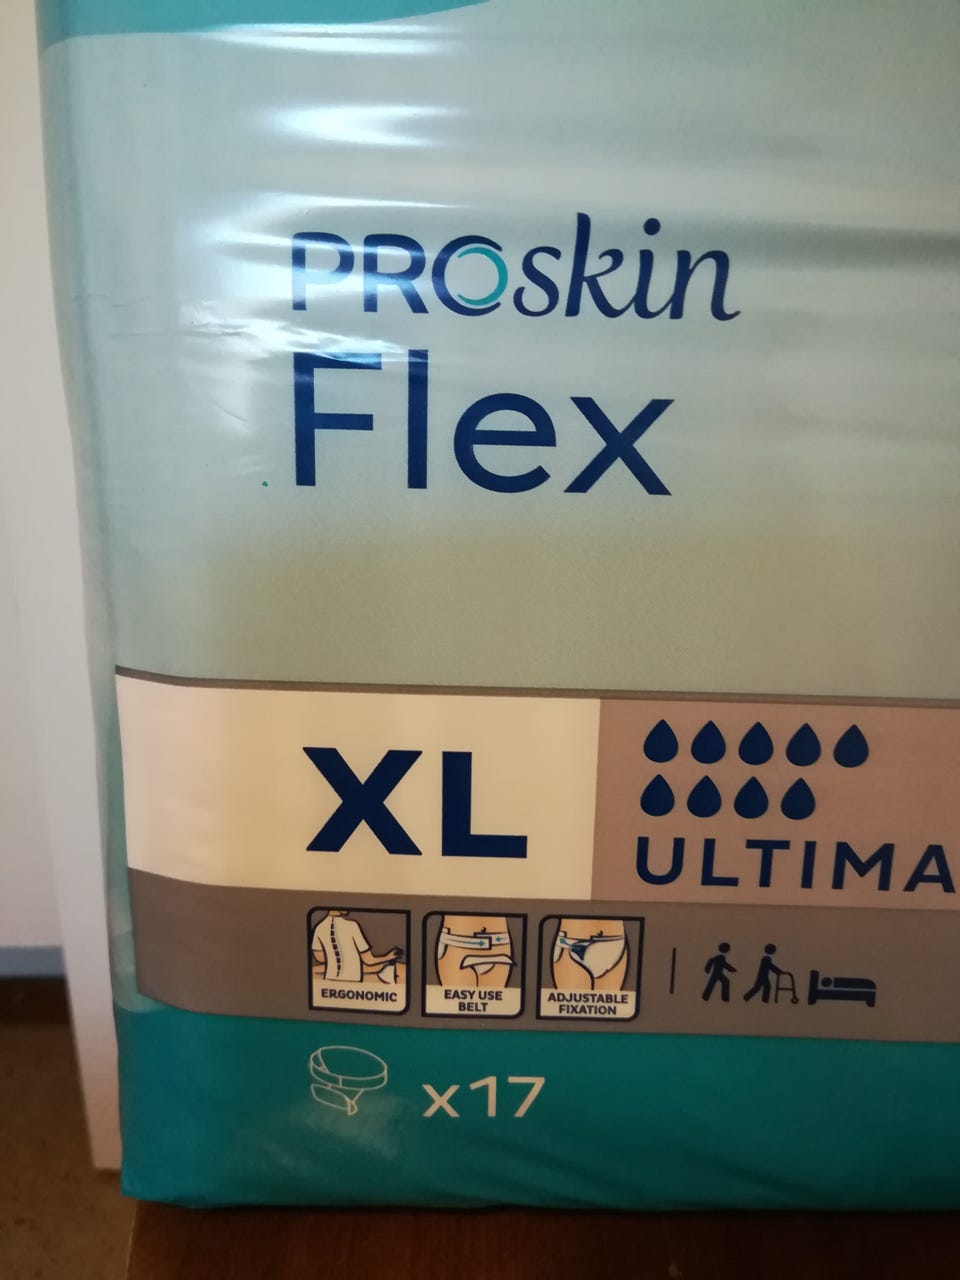 PROskin
Flex
XL
ULTIMA
ERGONOMIC
EASY USE
BELT
ADJUSTABLE
FIXATION
x17